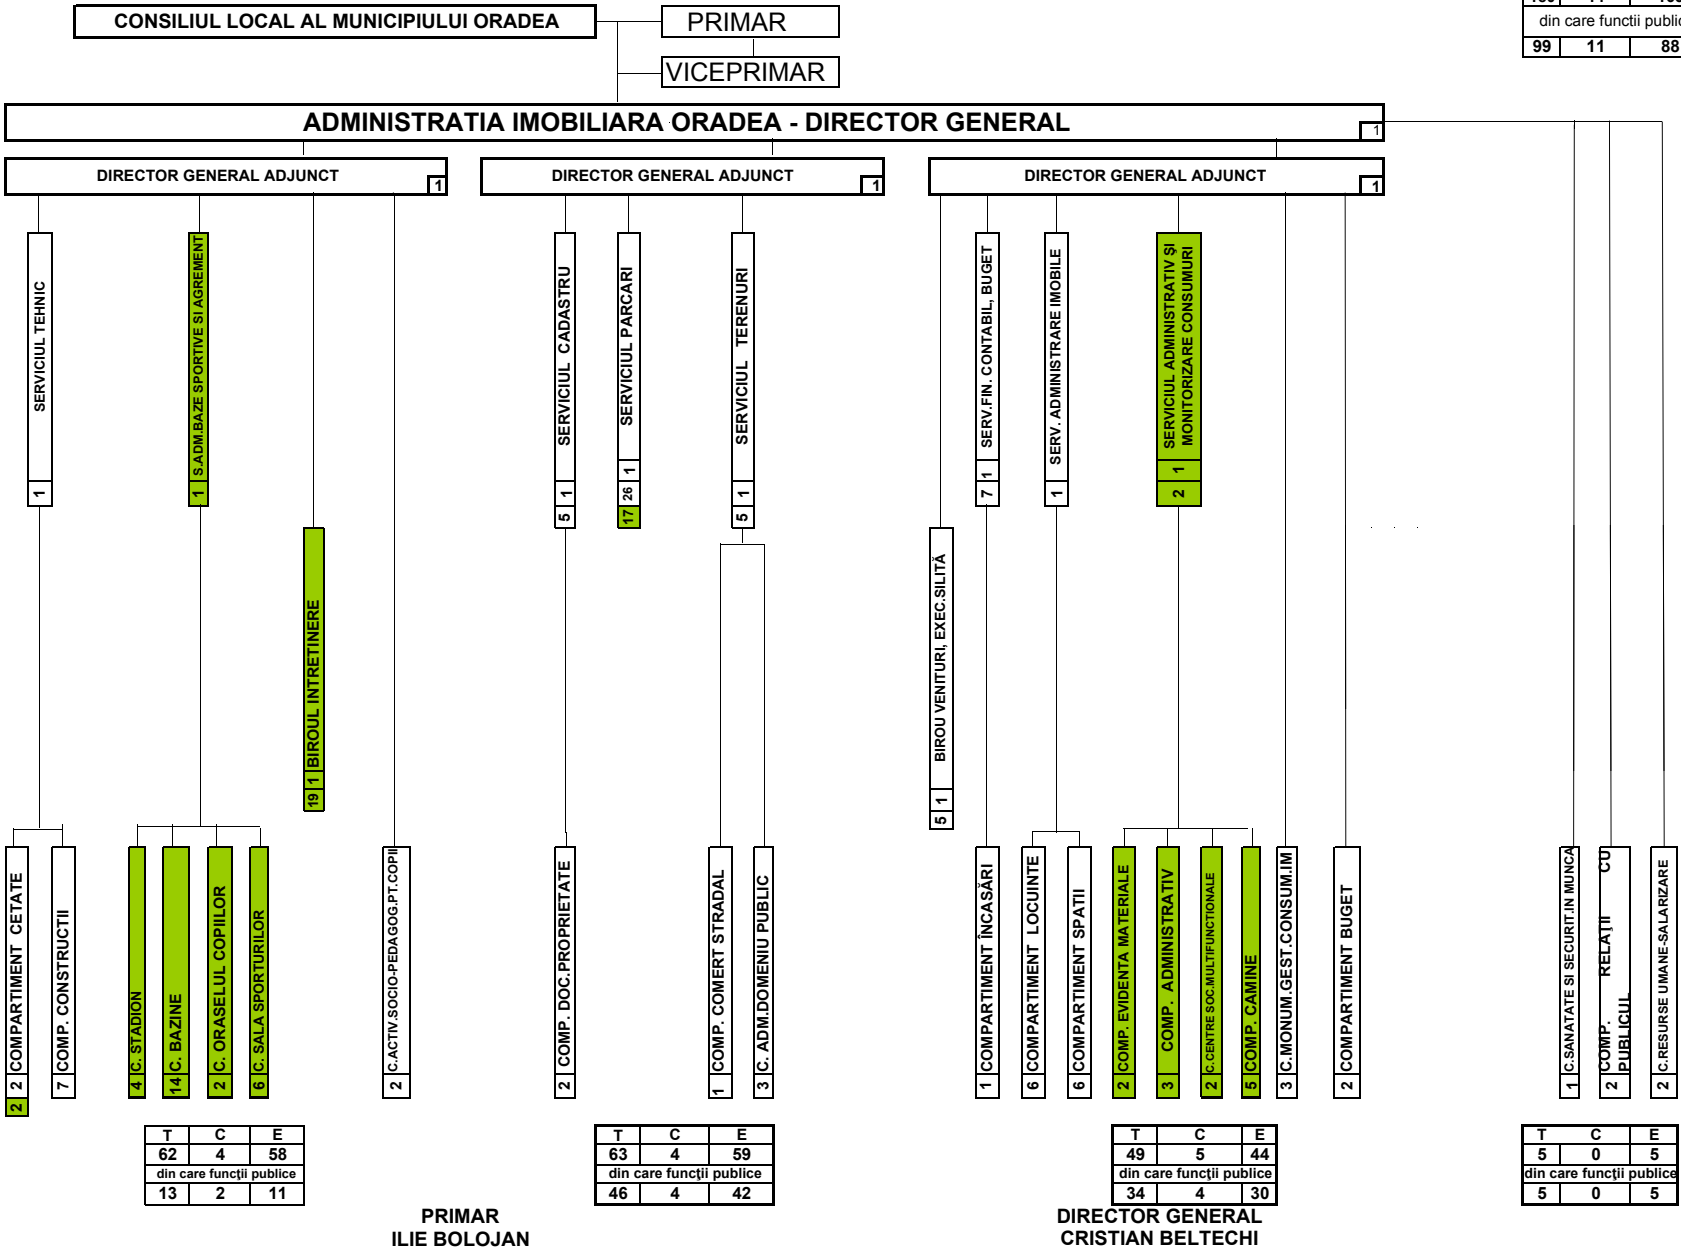 CONSILIUL LOCAL AL MUNICIPIULUI ORADEA
PRIMAR
VICEPRIMAR
din care functii public
99 11 88
ADMINISTRATIA IMOBILIARA ORADEA - DIRECTOR GENERAL 1
DIRECTOR GENERAL ADJUNCT 1
DIRECTOR GENERAL ADJUNCT 1
DIRECTOR GENERAL ADJUNCT 1
1 SERVICIUL TEHNIC
1 S.ADM.BAZE SPORTIVE SI AGREMENT
19 1 BIROUL INTRETINERE
5 1 SERVICIUL CADASTRU
17 26 1 SERVICIUL PARCARI
5 1 SERVICIUL TERENURI
5 1 BIROU VENITURI, EXEC.SILITĂ
7 1 SERV.FIN. CONTABIL, BUGET
1 SERV. ADMINISTRARE IMOBILE
2 1 SERVICIUL ADMINISTRATIV ŞI
MONITORIZARE CONSUMURI
2 2 COMPARTIMENT CETATE
7 COMP. CONSTRUCTII
4 C. STADION
14 C. BAZINE
2 C. ORASELUL COPIILOR
6 C. SALA SPORTURILOR
2 C.ACTIV.SOCIO-PEDAGOG.PT.COPII
2 COMP. DOC.PROPRIETATE
1 COMP. COMERT STRADAL
3 C. ADM.DOMENIU PUBLIC
1 COMPARTIMENT ÎNCASĂRI
6 COMPARTIMENT LOCUINTE
6 COMPARTIMENT SPATII
2 COMP. EVIDENTA MATERIALE
3 COMP. ADMINISTRATIV
2 C.CENTRE SOC.MULTIFUNCTIONALE
5 COMP. CAMINE
3 C.MONUM.GEST.CONSUM.IM
2 COMPARTIMENT BUGET
1 C.SANATATE SI SECURIT.IN MUNCA
2 COMP. RELAŢII CU
PUBLICUL
2 C.RESURSE UMANE-SALARIZARE
T C E
62 4 58
din care funcţii publice
13 2 11
T C E
63 4 59
din care funcţii publice
46 4 42
T C E
49 5 44
din care funcţii publice
34 4 30
T C E
5 0 5
din care funcţii publice
5 0 5
PRIMAR
ILIE BOLOJAN
DIRECTOR GENERAL
CRISTIAN BELTECHI